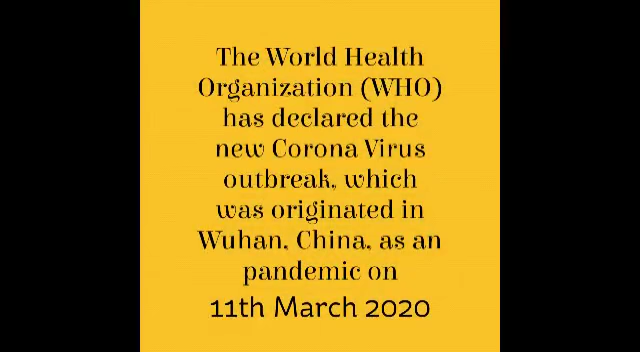 The World Health
Organization (WHO)
has declared the
new Corona Virus
outbreak, which
was originated in
Wuhan, China, as an
pandemic on
11th March 2020